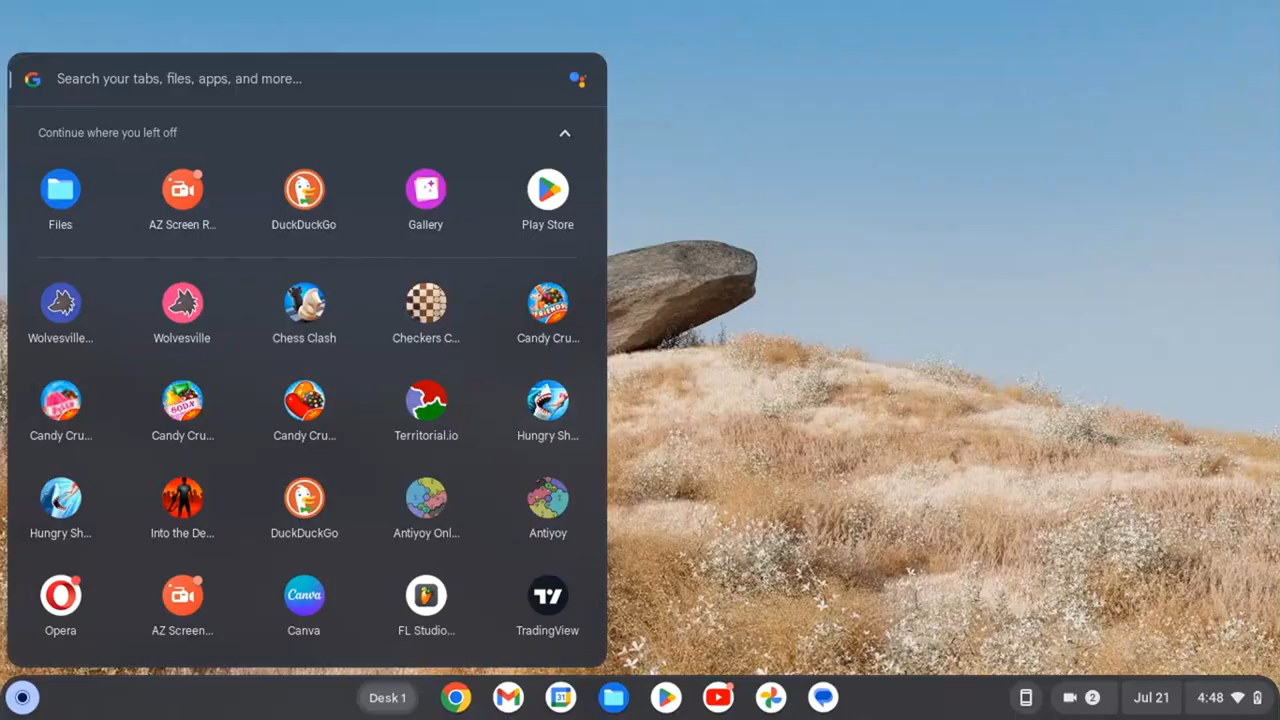 Search your tabs, files, apps, and more...
Continue where you left off
Files
AZ Screen R...
DuckDuckGo
Gallery
Play Store
Wolvesville...
Wolvesville
Chess Clash
Checkers C...
Candy Cru...
Candy Cru...
Candy Cru...
Candy Cru...
Territorial.io
Hungry Sh...
Hungry Sh...
Into the De...
DuckDuckGo
Antiyoy Onl...
Antiyoy
Opera
AZ Screen...
Canva
FL Studio...
TradingView
Desk 1
31
2
Jul 21
4:48